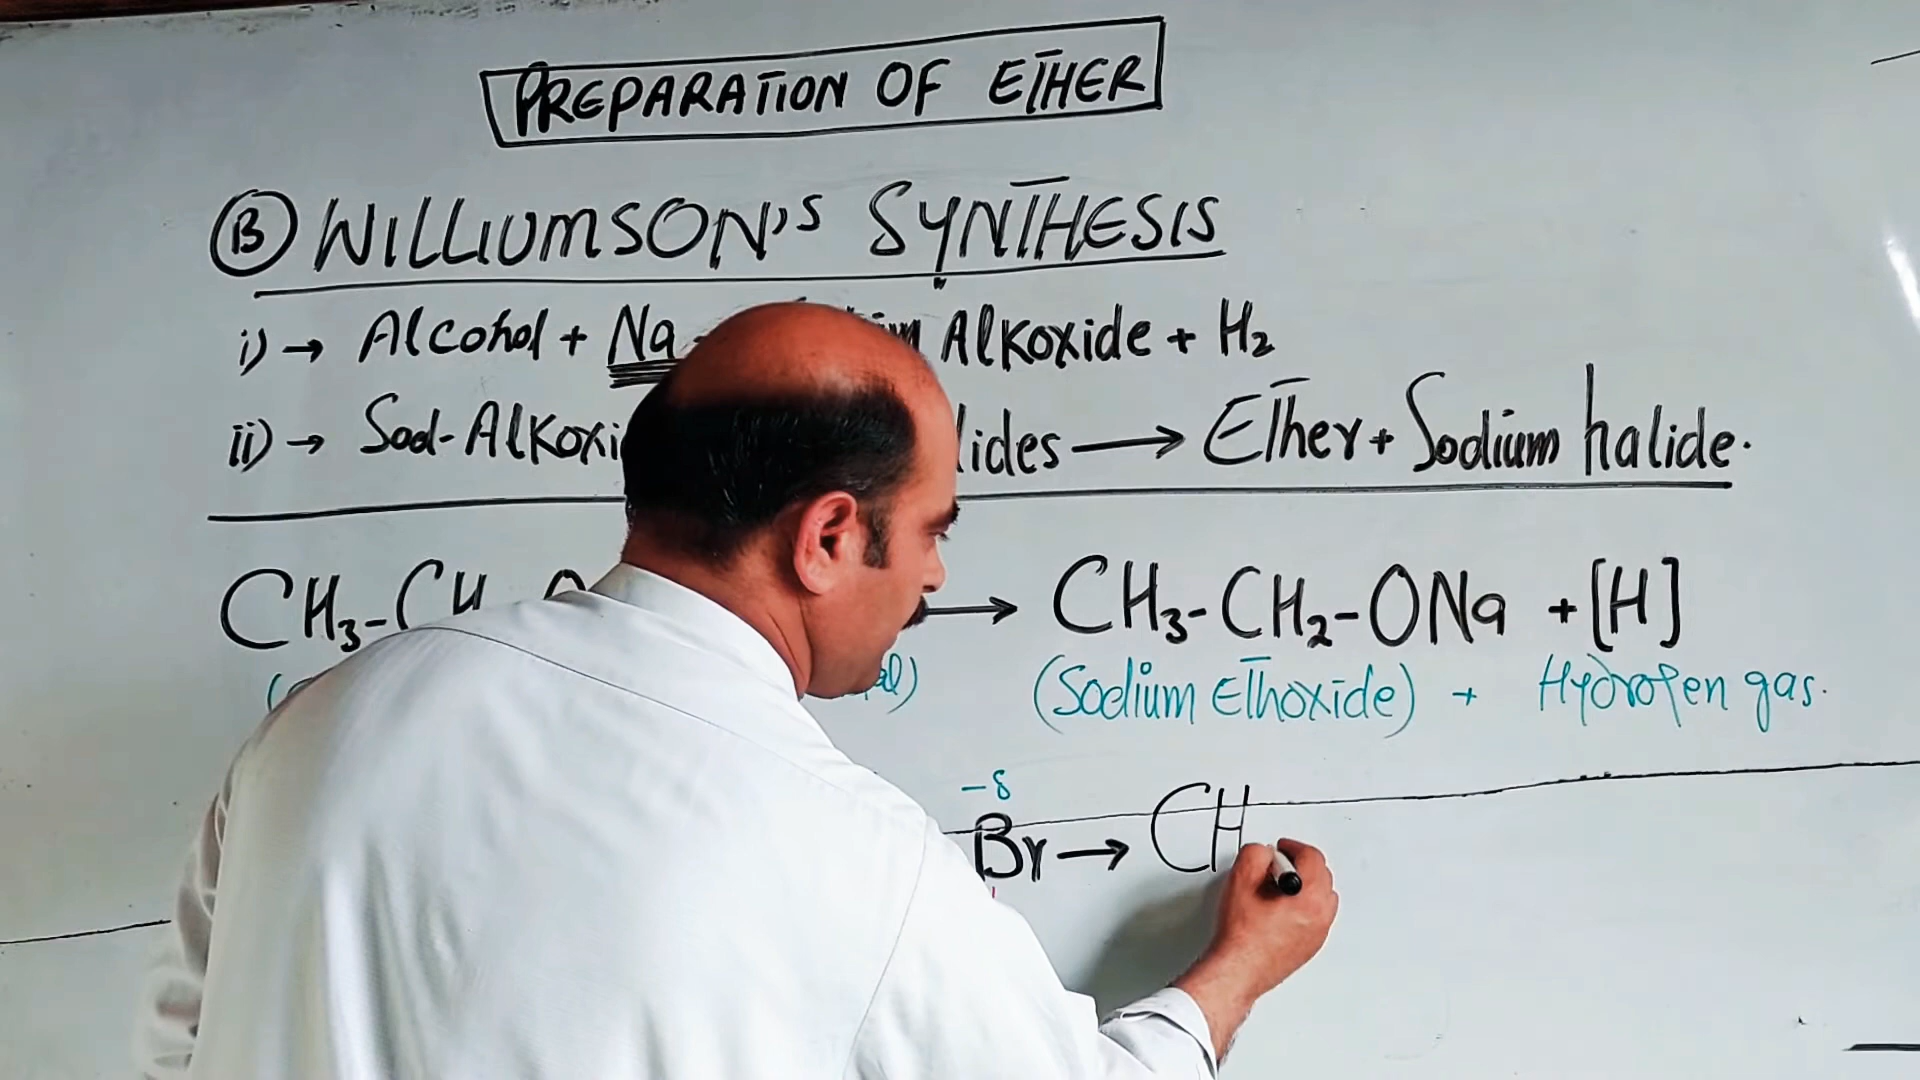 PREPARATION OF ETHER
B WILLIUMSON'S SYNTHESIS
i) → Alcohol + Na Alkoxide + H₂
ii) → Sod-Alkoxi lides → Ether + Sodium halide.
CH₃-CH → CH₃-CH₂-ONa + [H]
(Sodium Ethoxide) + Hydrogen gas.
-δ
Br → CH